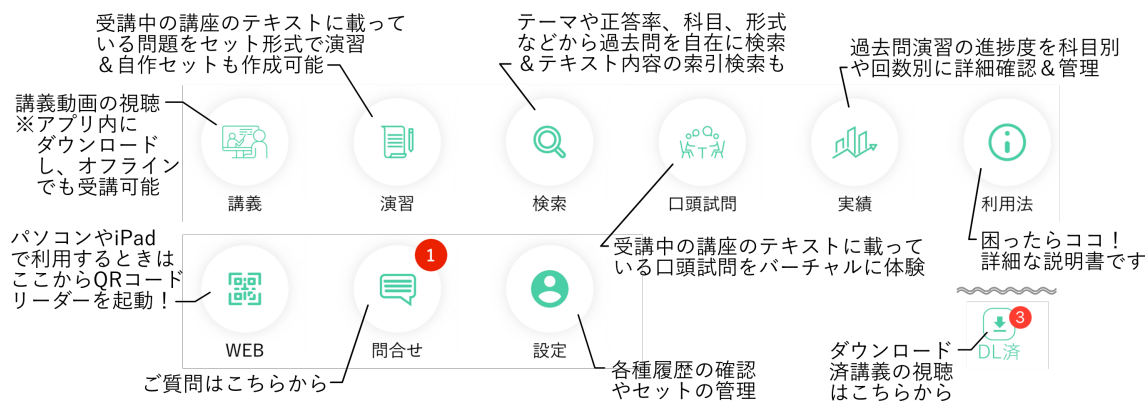 受講中の講座のテキストに載って
いる問題をセット形式で演習
&自作セットも作成可能
テーマや正答率、科目、形式
などから過去問を自在に検索
&テキスト内容の索引検索も
過去問演習の進捗度を科目別
や回数別に詳細確認&管理
講義動画の視聴
※アプリ内に
ダウンロード
し、オフライン
でも受講可能
講義
演習
検索
口頭試問
実績
利用法
パソコンやiPad
で利用するときは
ここからQRコード
リーダーを起動!
受講中の講座のテキストに載って
いる口頭試問をバーチャルに体験
困ったらココ!
詳細な説明書です
1
WEB
問合せ
設定
3
DL済
ご質問はこちらから
各種履歴の確認
やセットの管理
ダウンロード
済講義の視聴
はこちらから